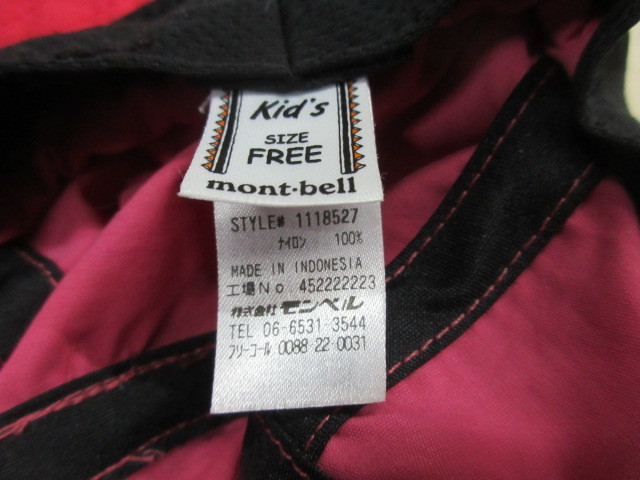 Kid's
SIZE
FREE
mont-bell
STYLE# 1118527
ナイロン 100%
MADE IN INDONESIA
工場No 452222223
株式会社モンベル
TEL 06-6531-3544
フリーコール 0088 22 0031